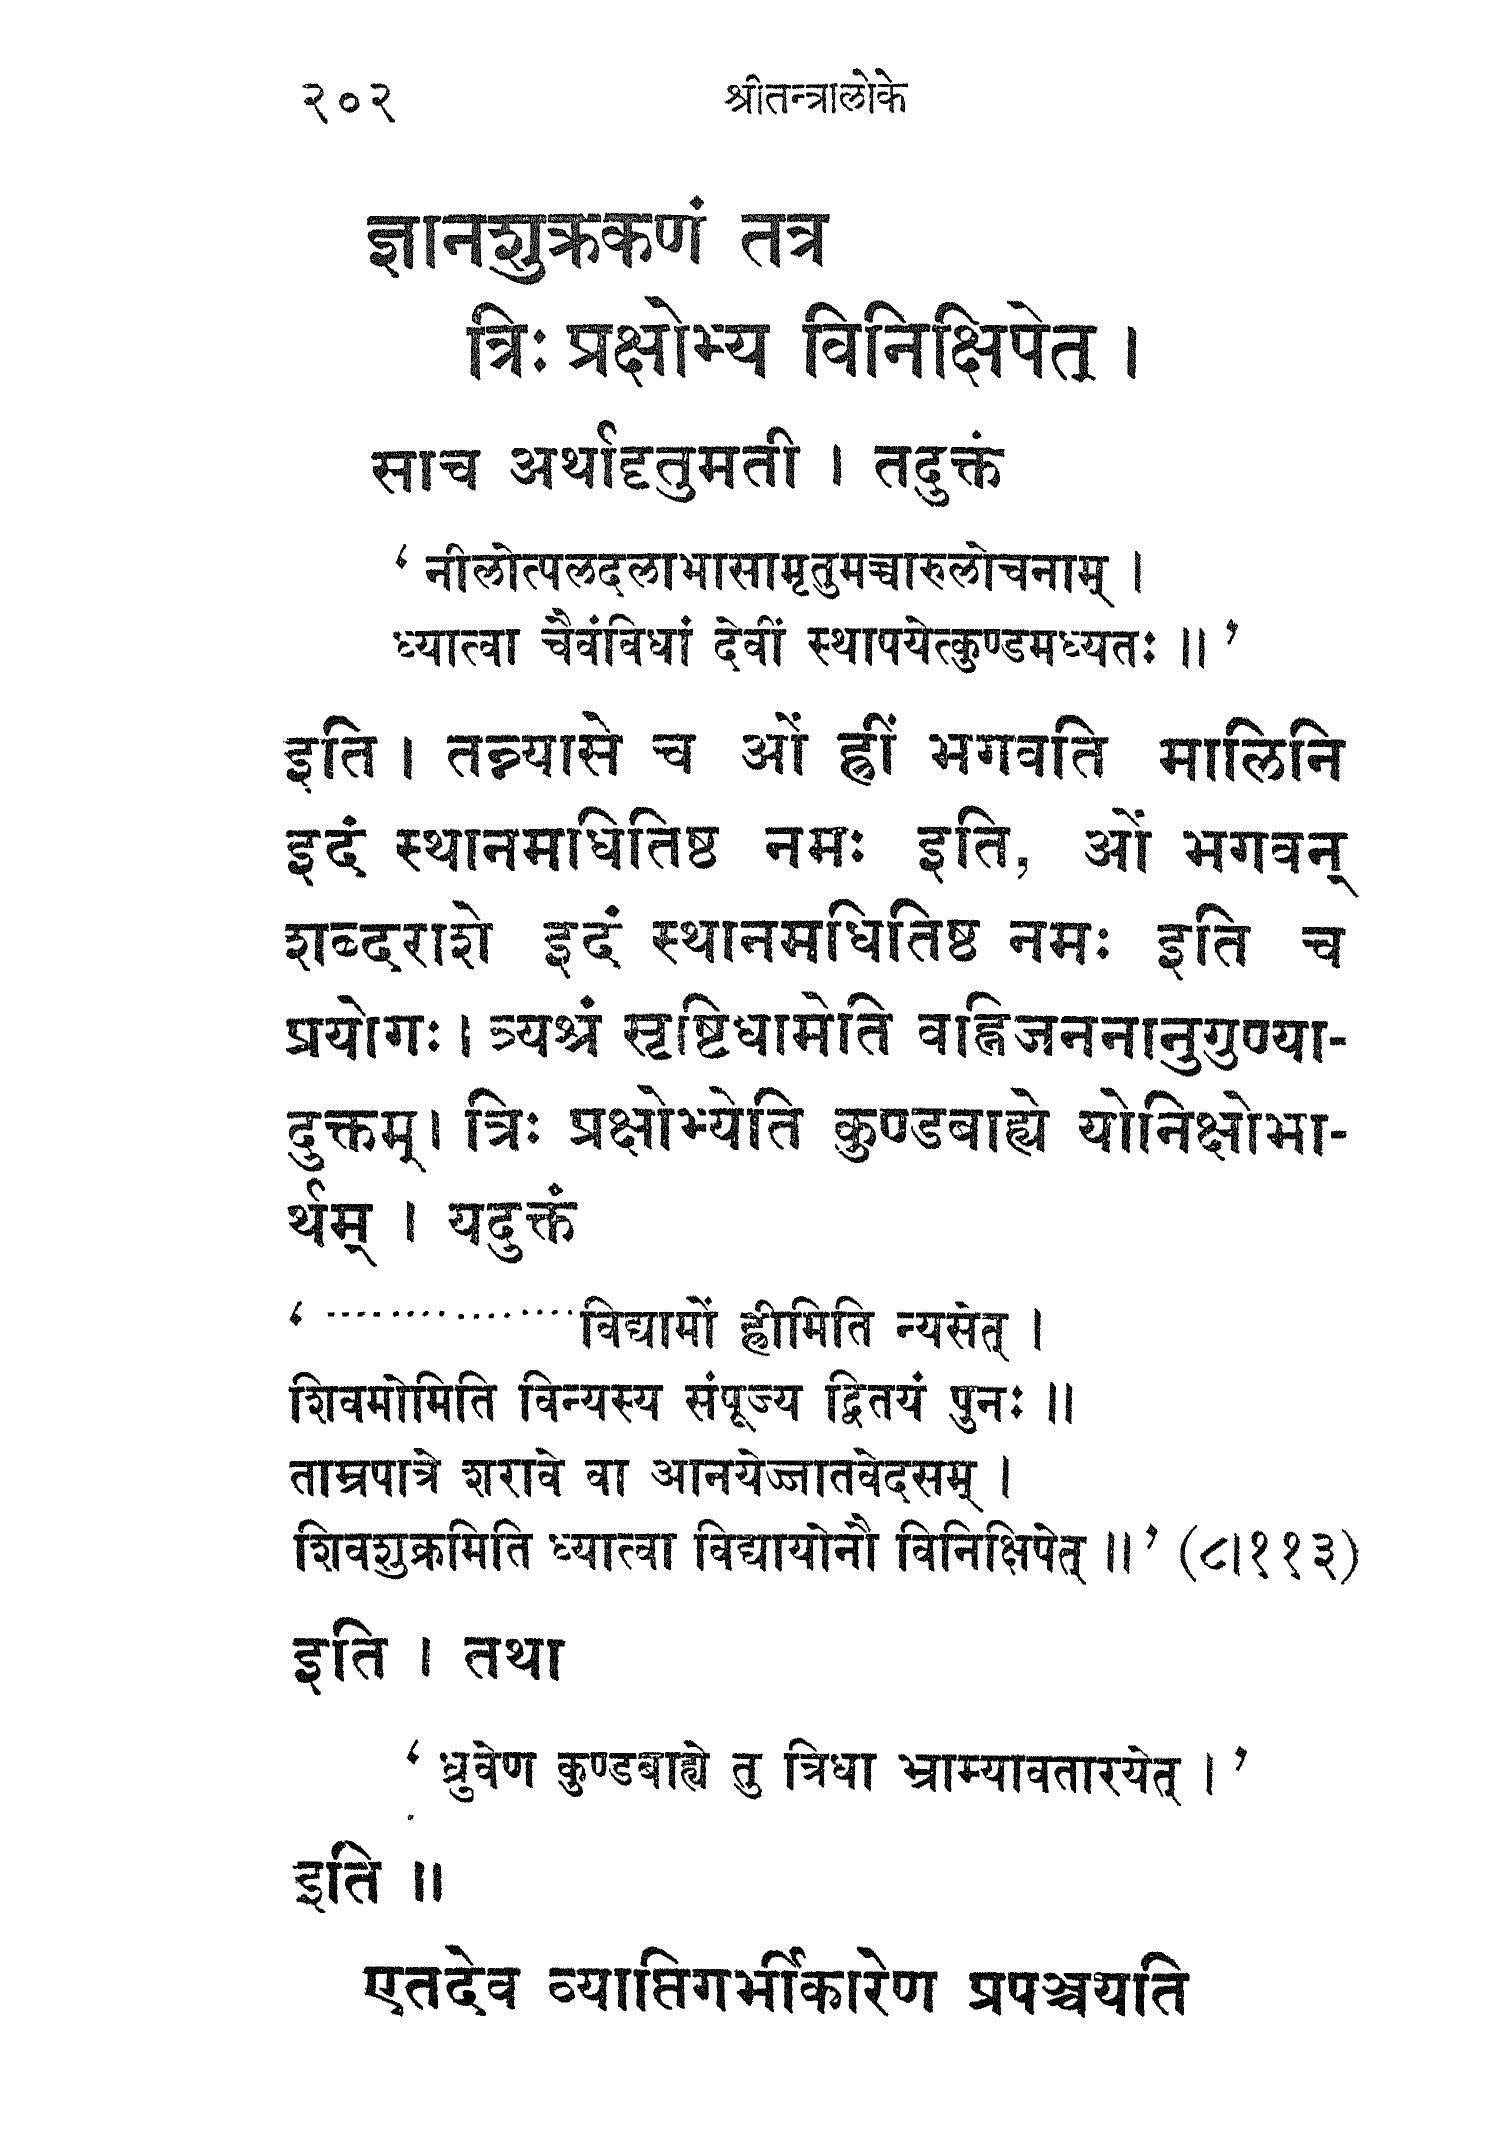 २०२ श्रीतन्त्रालोके
ज्ञानशुक्रकणं तत्र
त्रिः प्रक्षोभ्य विनिक्षिपेत् ।
साच अर्थादृतुमती । तदुक्तं
‘ नीलोत्पलदलाभासामृतुमच्चारुलोचनाम् ।
ध्यात्वा चैवंविधां देवीं स्थापयेत्कुण्डमध्यतः ॥ ’
इति । तन्न्यासे च ओं ह्रीं भगवति मालिनि
इदं स्थानमधितिष्ठ नमः इति, ओं भगवन्
शब्दराशे इदं स्थानमधितिष्ठ नमः इति च
प्रयोगः । त्र्यश्रं सृष्टिधामेति वह्निजननानुगुण्या-
दुक्तम् । त्रिः प्रक्षोभ्येति कुण्डबाह्ये योनिक्षोभा-
र्थम् । यदुक्तं
‘ ................विद्यामों ह्रीमिति न्यसेत् ।
शिवमोमिति विन्यस्य संपूज्य द्वितयं पुनः ॥
ताम्रपात्रे शरावे वा आनयेज्जातवेदसम् ।
शिवशुक्रमिति ध्यात्वा विद्यायोनौ विनिक्षिपेत् ॥ ’ (८।११३)
इति । तथा
‘ ध्रुवेण कुण्डबाह्ये तु त्रिधा भ्राम्यावतारयेत् । ’
इति ॥
एतदेव व्याप्तिगर्भीकारेण प्रपञ्चयति